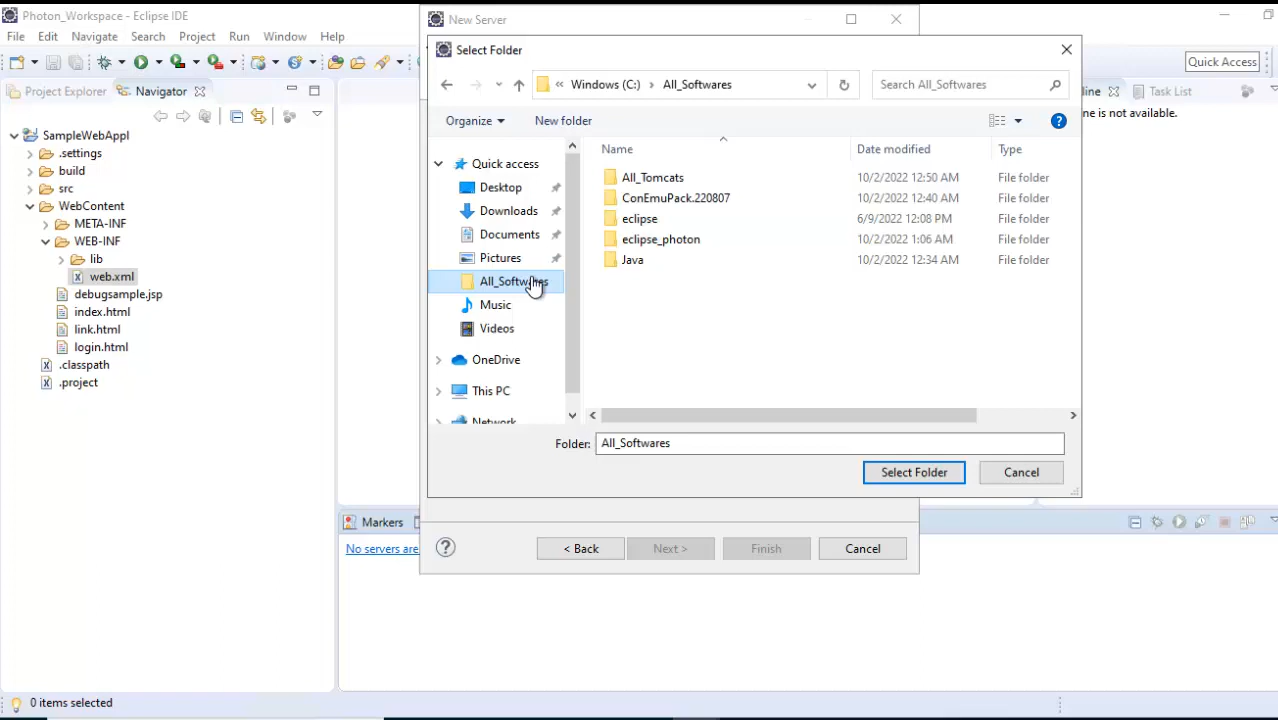 Photon_Workspace - Eclipse IDE
File Edit Navigate Search Project Run Window Help
Quick Access
Project Explorer
Navigator
SampleWebAppl
.settings
build
src
WebContent
META-INF
WEB-INF
lib
web.xml
debugsample.jsp
index.html
link.html
login.html
.classpath
.project
New Server
Select Folder
Windows (C:) › All_Softwares
Search All_Softwares
Organize
New folder
Quick access
Desktop
Downloads
Documents
Pictures
All_Softwares
Music
Videos
OneDrive
This PC
Network
Name Date modified Type
All_Tomcats 10/2/2022 12:50 AM File folder
ConEmuPack.220807 10/2/2022 12:40 AM File folder
eclipse 6/9/2022 12:08 PM File folder
eclipse_photon 10/2/2022 1:06 AM File folder
Java 10/2/2022 12:34 AM File folder
Folder: All_Softwares
Select Folder Cancel
line Task List
ne is not available.
Markers
No servers are
? < Back Next > Finish Cancel
0 items selected